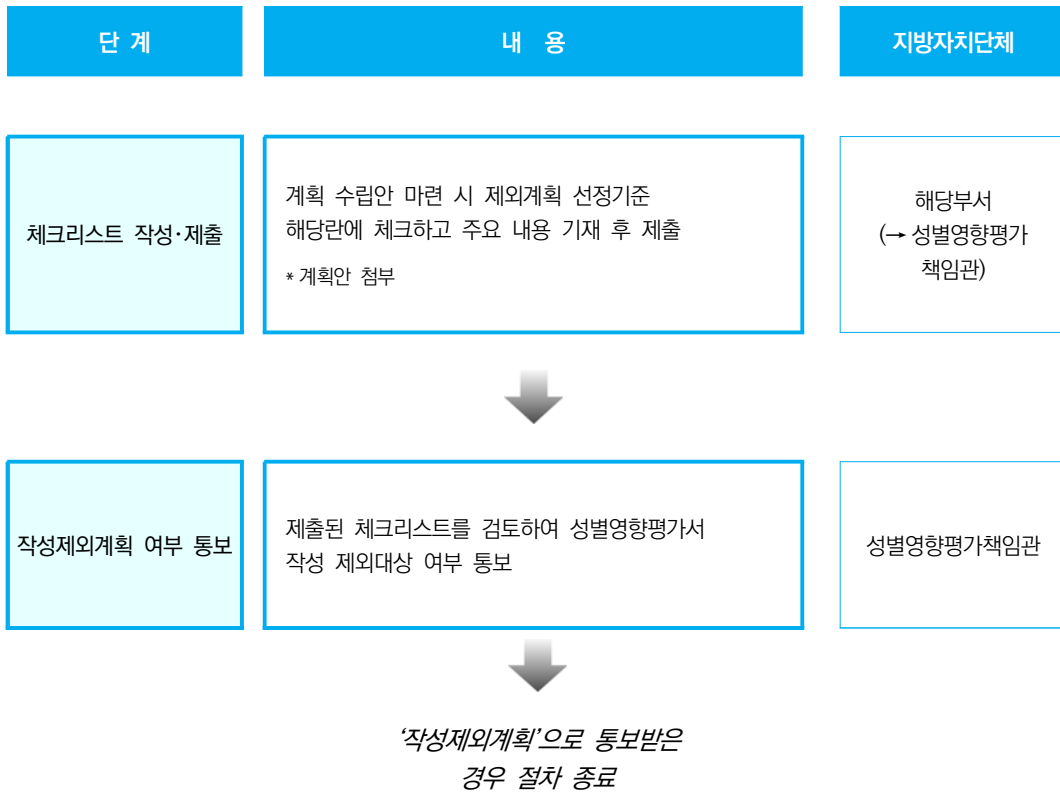 단 계
내 용
지방자치단체
체크리스트 작성·제출
계획 수립안 마련 시 제외계획 선정기준
해당란에 체크하고 주요 내용 기재 후 제출
* 계획안 첨부
해당부서
(→ 성별영향평가
책임관)
작성제외계획 여부 통보
제출된 체크리스트를 검토하여 성별영향평가서
작성 제외대상 여부 통보
성별영향평가책임관
‘작성제외계획’으로 통보받은
경우 절차 종료